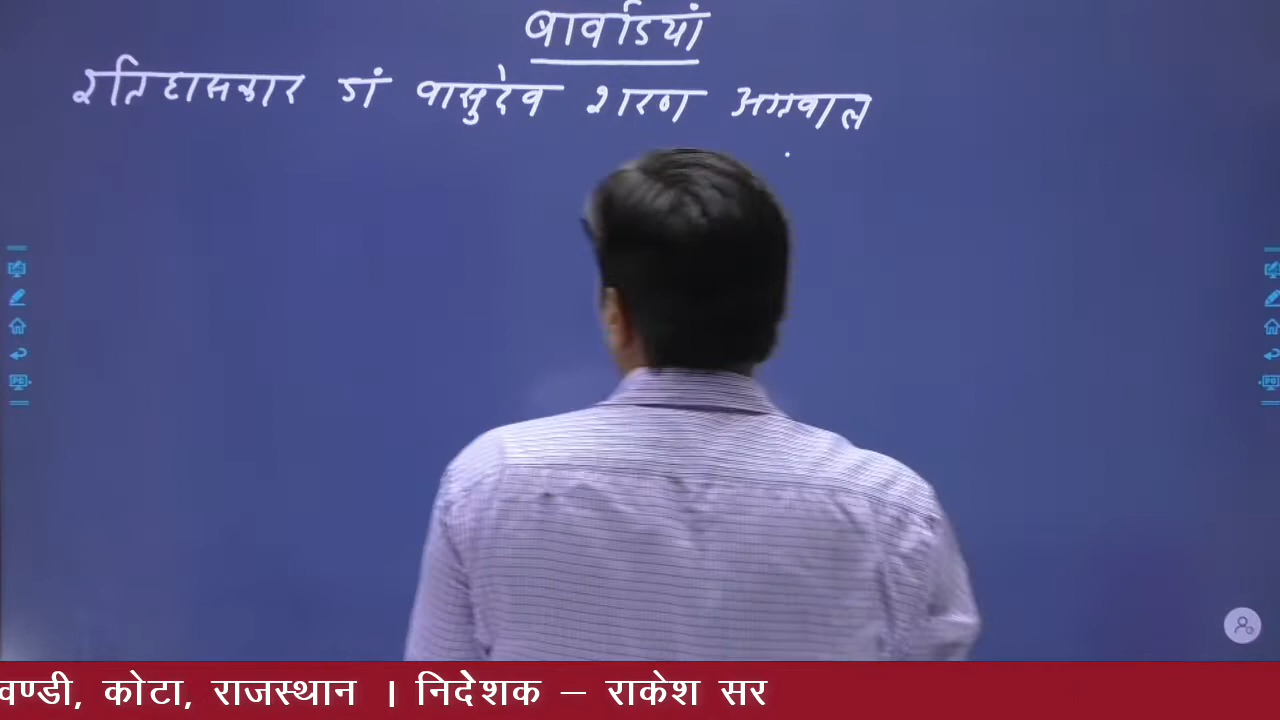 बावड़ियां
इतिहासकार डॉ वासुदेव शरण अग्रवाल
वण्डी, कोटा, राजस्थान । निदेशक – राकेश सर